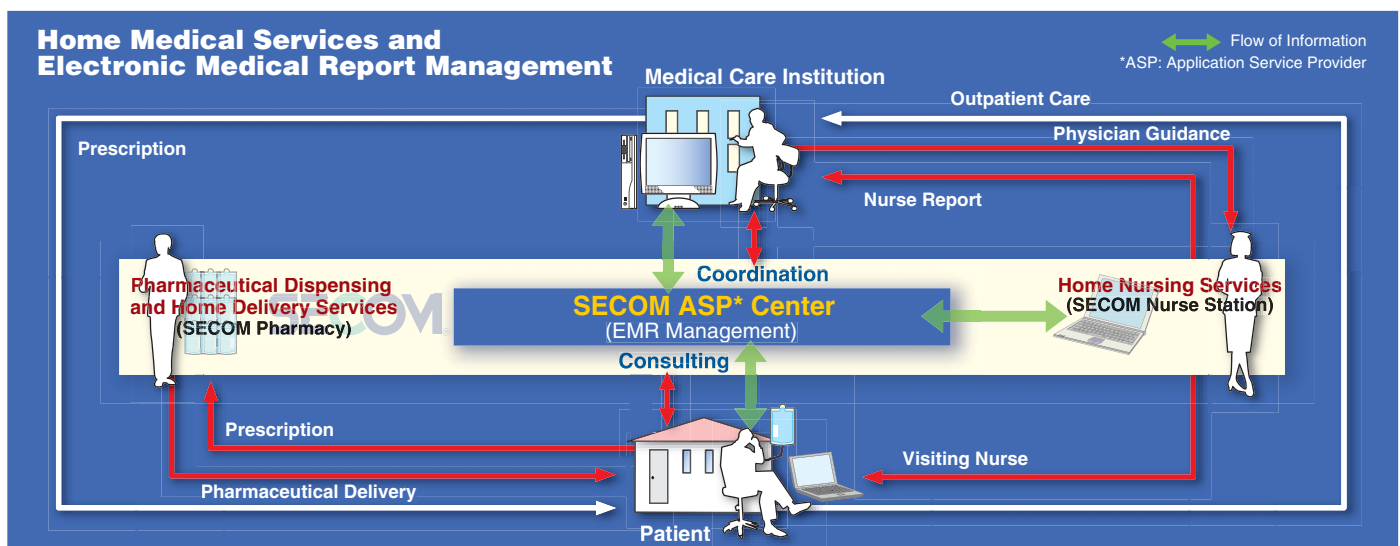 Home Medical Services and
Electronic Medical Report Management
Flow of Information
*ASP: Application Service Provider
Medical Care Institution
Outpatient Care
Prescription
Physician Guidance
Nurse Report
Coordination
Pharmaceutical Dispensing
and Home Delivery Services
(SECOM Pharmacy)
SECOM
SECOM ASP* Center
(EMR Management)
Home Nursing Services
(SECOM Nurse Station)
Consulting
Prescription
Visiting Nurse
Pharmaceutical Delivery
Patient